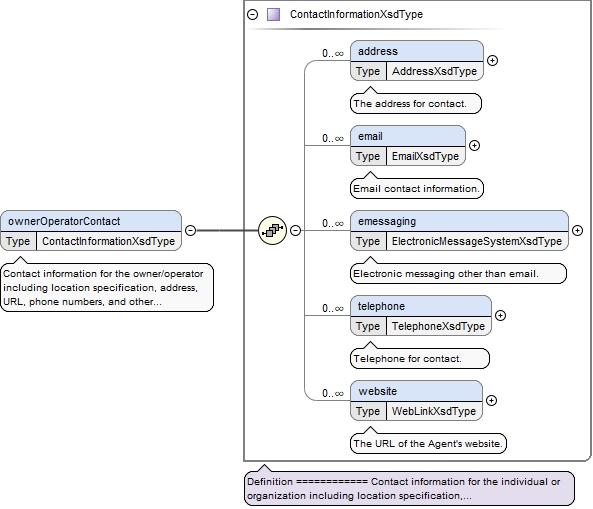 ContactInformationXsdType
0..∞
address
Type AddressXsdType
The address for contact.
0..∞
email
Type EmailXsdType
Email contact information.
ownerOperatorContact
Type ContactInformationXsdType
Contact information for the owner/operator
including location specification, address,
URL, phone numbers, and other...
0..∞
emessaging
Type ElectronicMessageSystemXsdType
Electronic messaging other than email.
0..∞
telephone
Type TelephoneXsdType
Telephone for contact.
0..∞
website
Type WebLinkXsdType
The URL of the Agent's website.
Definition ============ Contact information for the individual or
organization including location specification,...